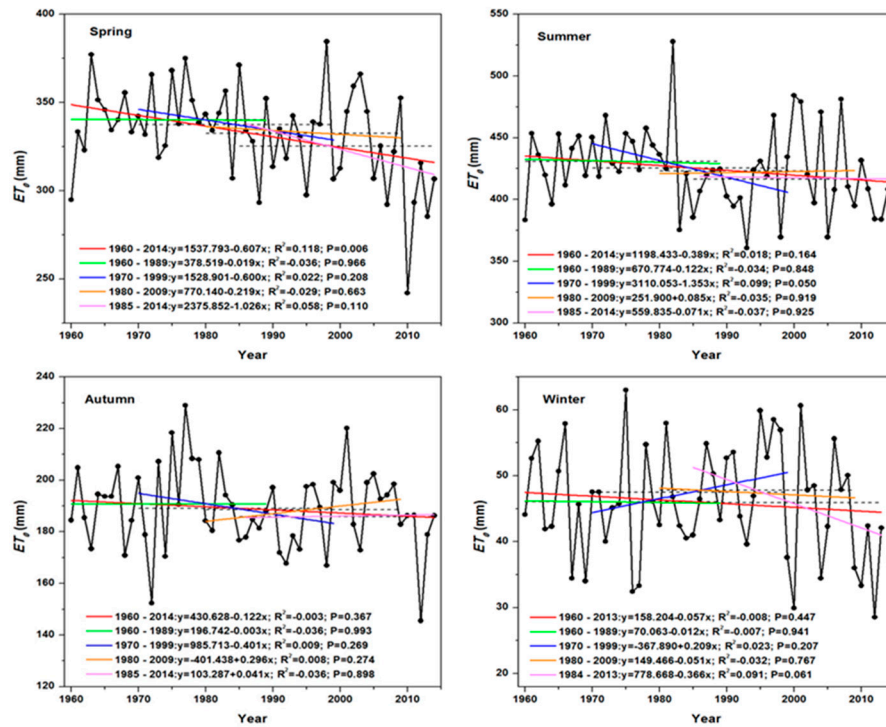 400
350
300
250
ET0 (mm)
Spring
1960 - 2014:y=1537.793-0.607x; R2=0.118; P=0.006
1960 - 1989:y=378.519-0.019x; R2=-0.036; P=0.966
1970 - 1999:y=1528.901-0.600x; R2=0.022; P=0.208
1980 - 2009:y=770.140-0.219x; R2=-0.029; P=0.663
1985 - 2014:y=2375.852-1.026x; R2=0.058; P=0.110
1960 1970 1980 1990 2000 2010
Year
550
500
450
400
350
300
ET0 (mm)
Summer
1960 - 2014:y=1198.433-0.389x; R2=0.018; P=0.164
1960 - 1989:y=670.774-0.122x; R2=-0.034; P=0.848
1970 - 1999:y=3110.053-1.353x; R2=0.099; P=0.050
1980 - 2009:y=251.900+0.085x; R2=-0.035; P=0.919
1985 - 2014:y=559.835-0.071x; R2=-0.037; P=0.925
1960 1970 1980 1990 2000 2010
Year
240
220
200
180
160
140
120
ET0 (mm)
Autumn
1960 - 2014:y=430.628-0.122x; R2=-0.003; P=0.367
1960 - 1989:y=196.742-0.003x; R2=-0.036; P=0.993
1970 - 1999:y=985.713-0.401x; R2=0.009; P=0.269
1980 - 2009:y=-401.438+0.296x; R2=0.008; P=0.274
1985 - 2014:y=103.287+0.041x; R2=-0.036; P=0.898
1960 1970 1980 1990 2000 2010
Year
60
50
40
30
20
ET0 (mm)
Winter
1960 - 2013:y=158.204-0.057x; R2=-0.008; P=0.447
1960 - 1989:y=70.063-0.012x; R2=-0.007; P=0.941
1970 - 1999:y=-367.890+0.209x; R2=0.023; P=0.207
1980 - 2009:y=149.466-0.051x; R2=-0.032; P=0.767
1984 - 2013:y=778.668-0.366x; R2=0.091; P=0.061
1960 1970 1980 1990 2000 2010
Year